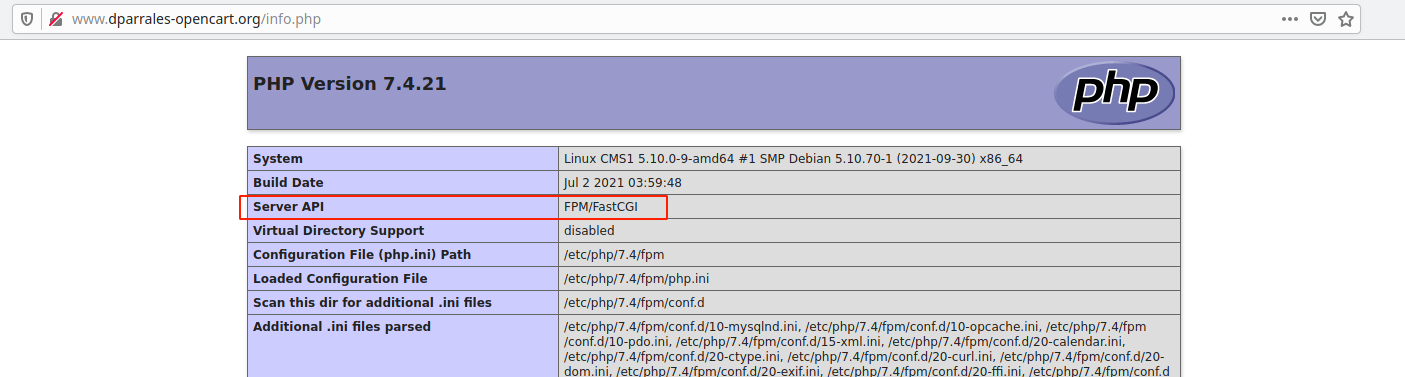 www.dparrales-opencart.org/info.php
PHP Version 7.4.21
php
System Linux CMS1 5.10.0-9-amd64 #1 SMP Debian 5.10.70-1 (2021-09-30) x86_64
Build Date Jul 2 2021 03:59:48
Server API FPM/FastCGI
Virtual Directory Support disabled
Configuration File (php.ini) Path /etc/php/7.4/fpm
Loaded Configuration File /etc/php/7.4/fpm/php.ini
Scan this dir for additional .ini files /etc/php/7.4/fpm/conf.d
Additional .ini files parsed /etc/php/7.4/fpm/conf.d/10-mysqlnd.ini, /etc/php/7.4/fpm/conf.d/10-opcache.ini, /etc/php/7.4/fpm
/conf.d/10-pdo.ini, /etc/php/7.4/fpm/conf.d/15-xml.ini, /etc/php/7.4/fpm/conf.d/20-calendar.ini,
/etc/php/7.4/fpm/conf.d/20-ctype.ini, /etc/php/7.4/fpm/conf.d/20-curl.ini, /etc/php/7.4/fpm/conf.d/20-
dom.ini, /etc/php/7.4/fpm/conf.d/20-exif.ini, /etc/php/7.4/fpm/conf.d/20-ffi.ini, /etc/php/7.4/fpm/conf.d